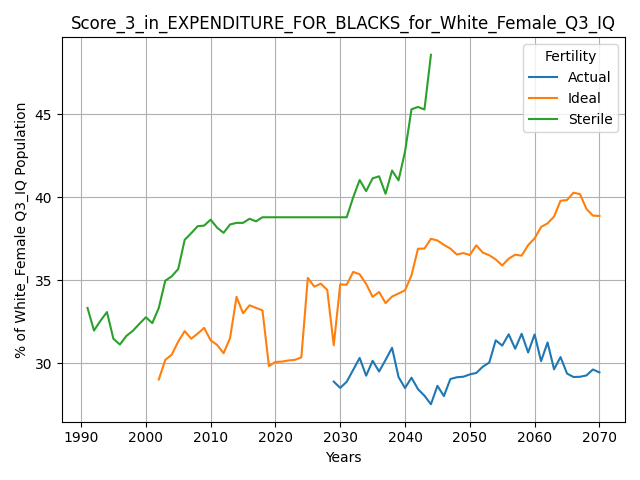 Score_3_in_EXPENDITURE_FOR_BLACKS_for_White_Female_Q3_IQ
Fertility
Actual
Ideal
Sterile
% of White_Female Q3_IQ Population
45
40
35
30
1990 2000 2010 2020 2030 2040 2050 2060 2070
Years